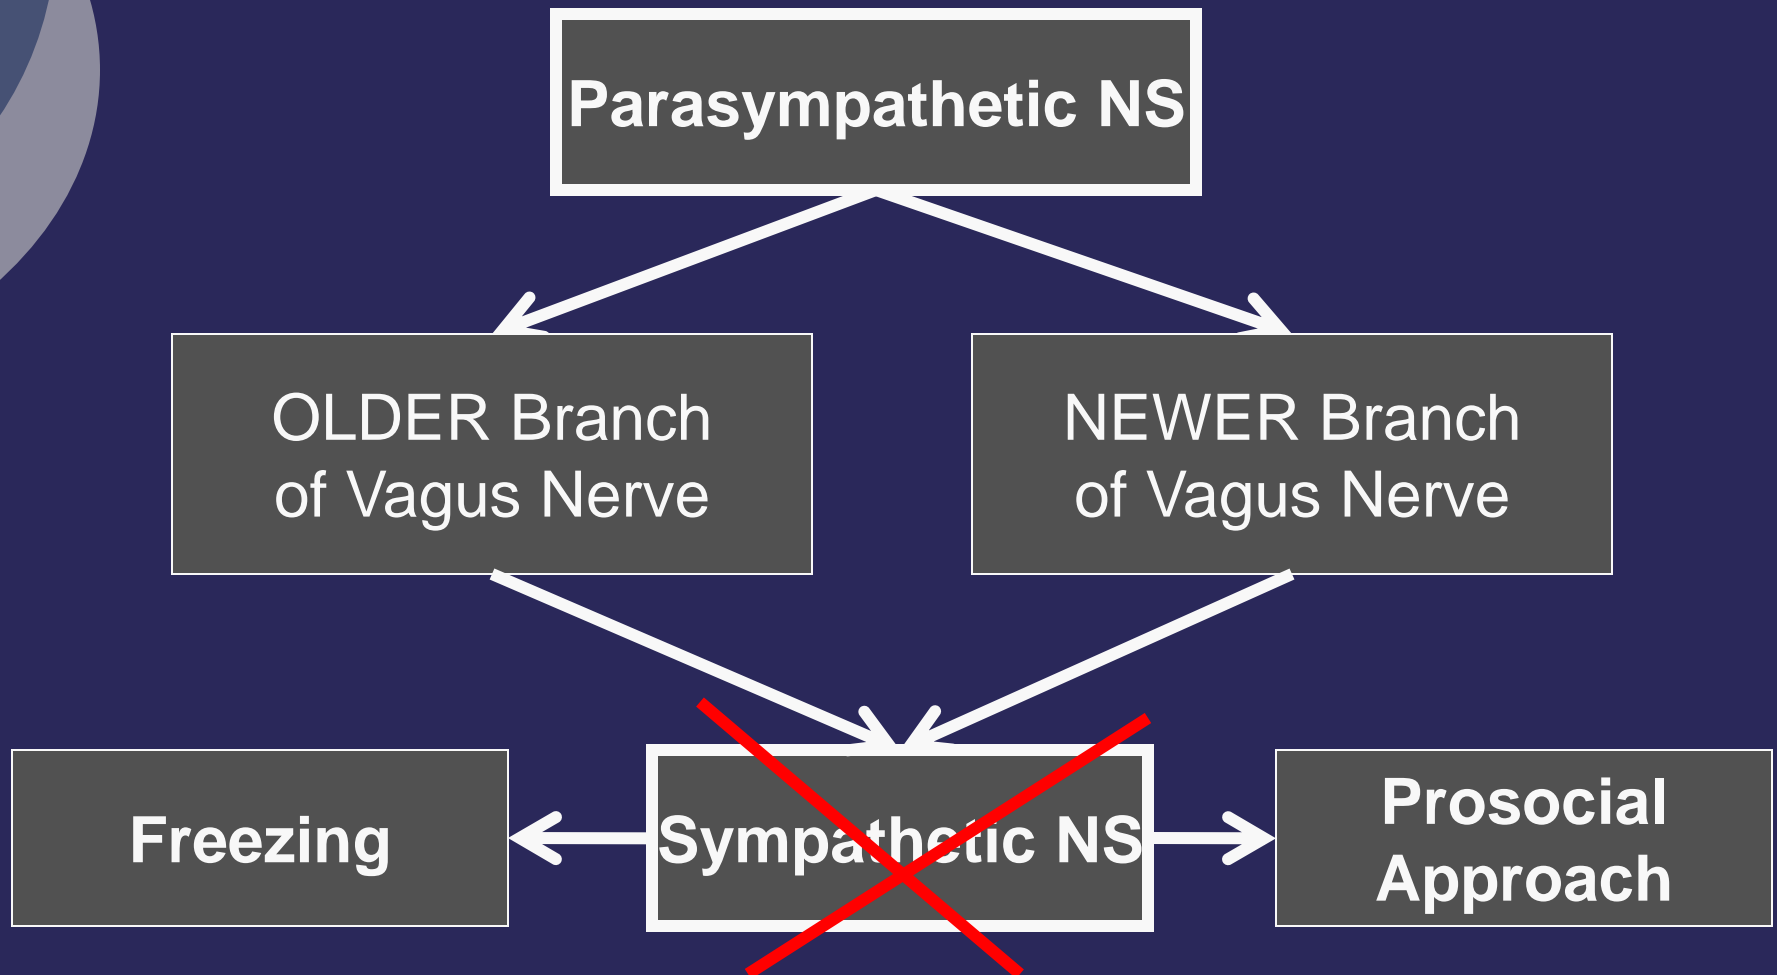 Parasympathetic NS
OLDER Branch
of Vagus Nerve
NEWER Branch
of Vagus Nerve
Freezing
Sympathetic NS
Prosocial
Approach